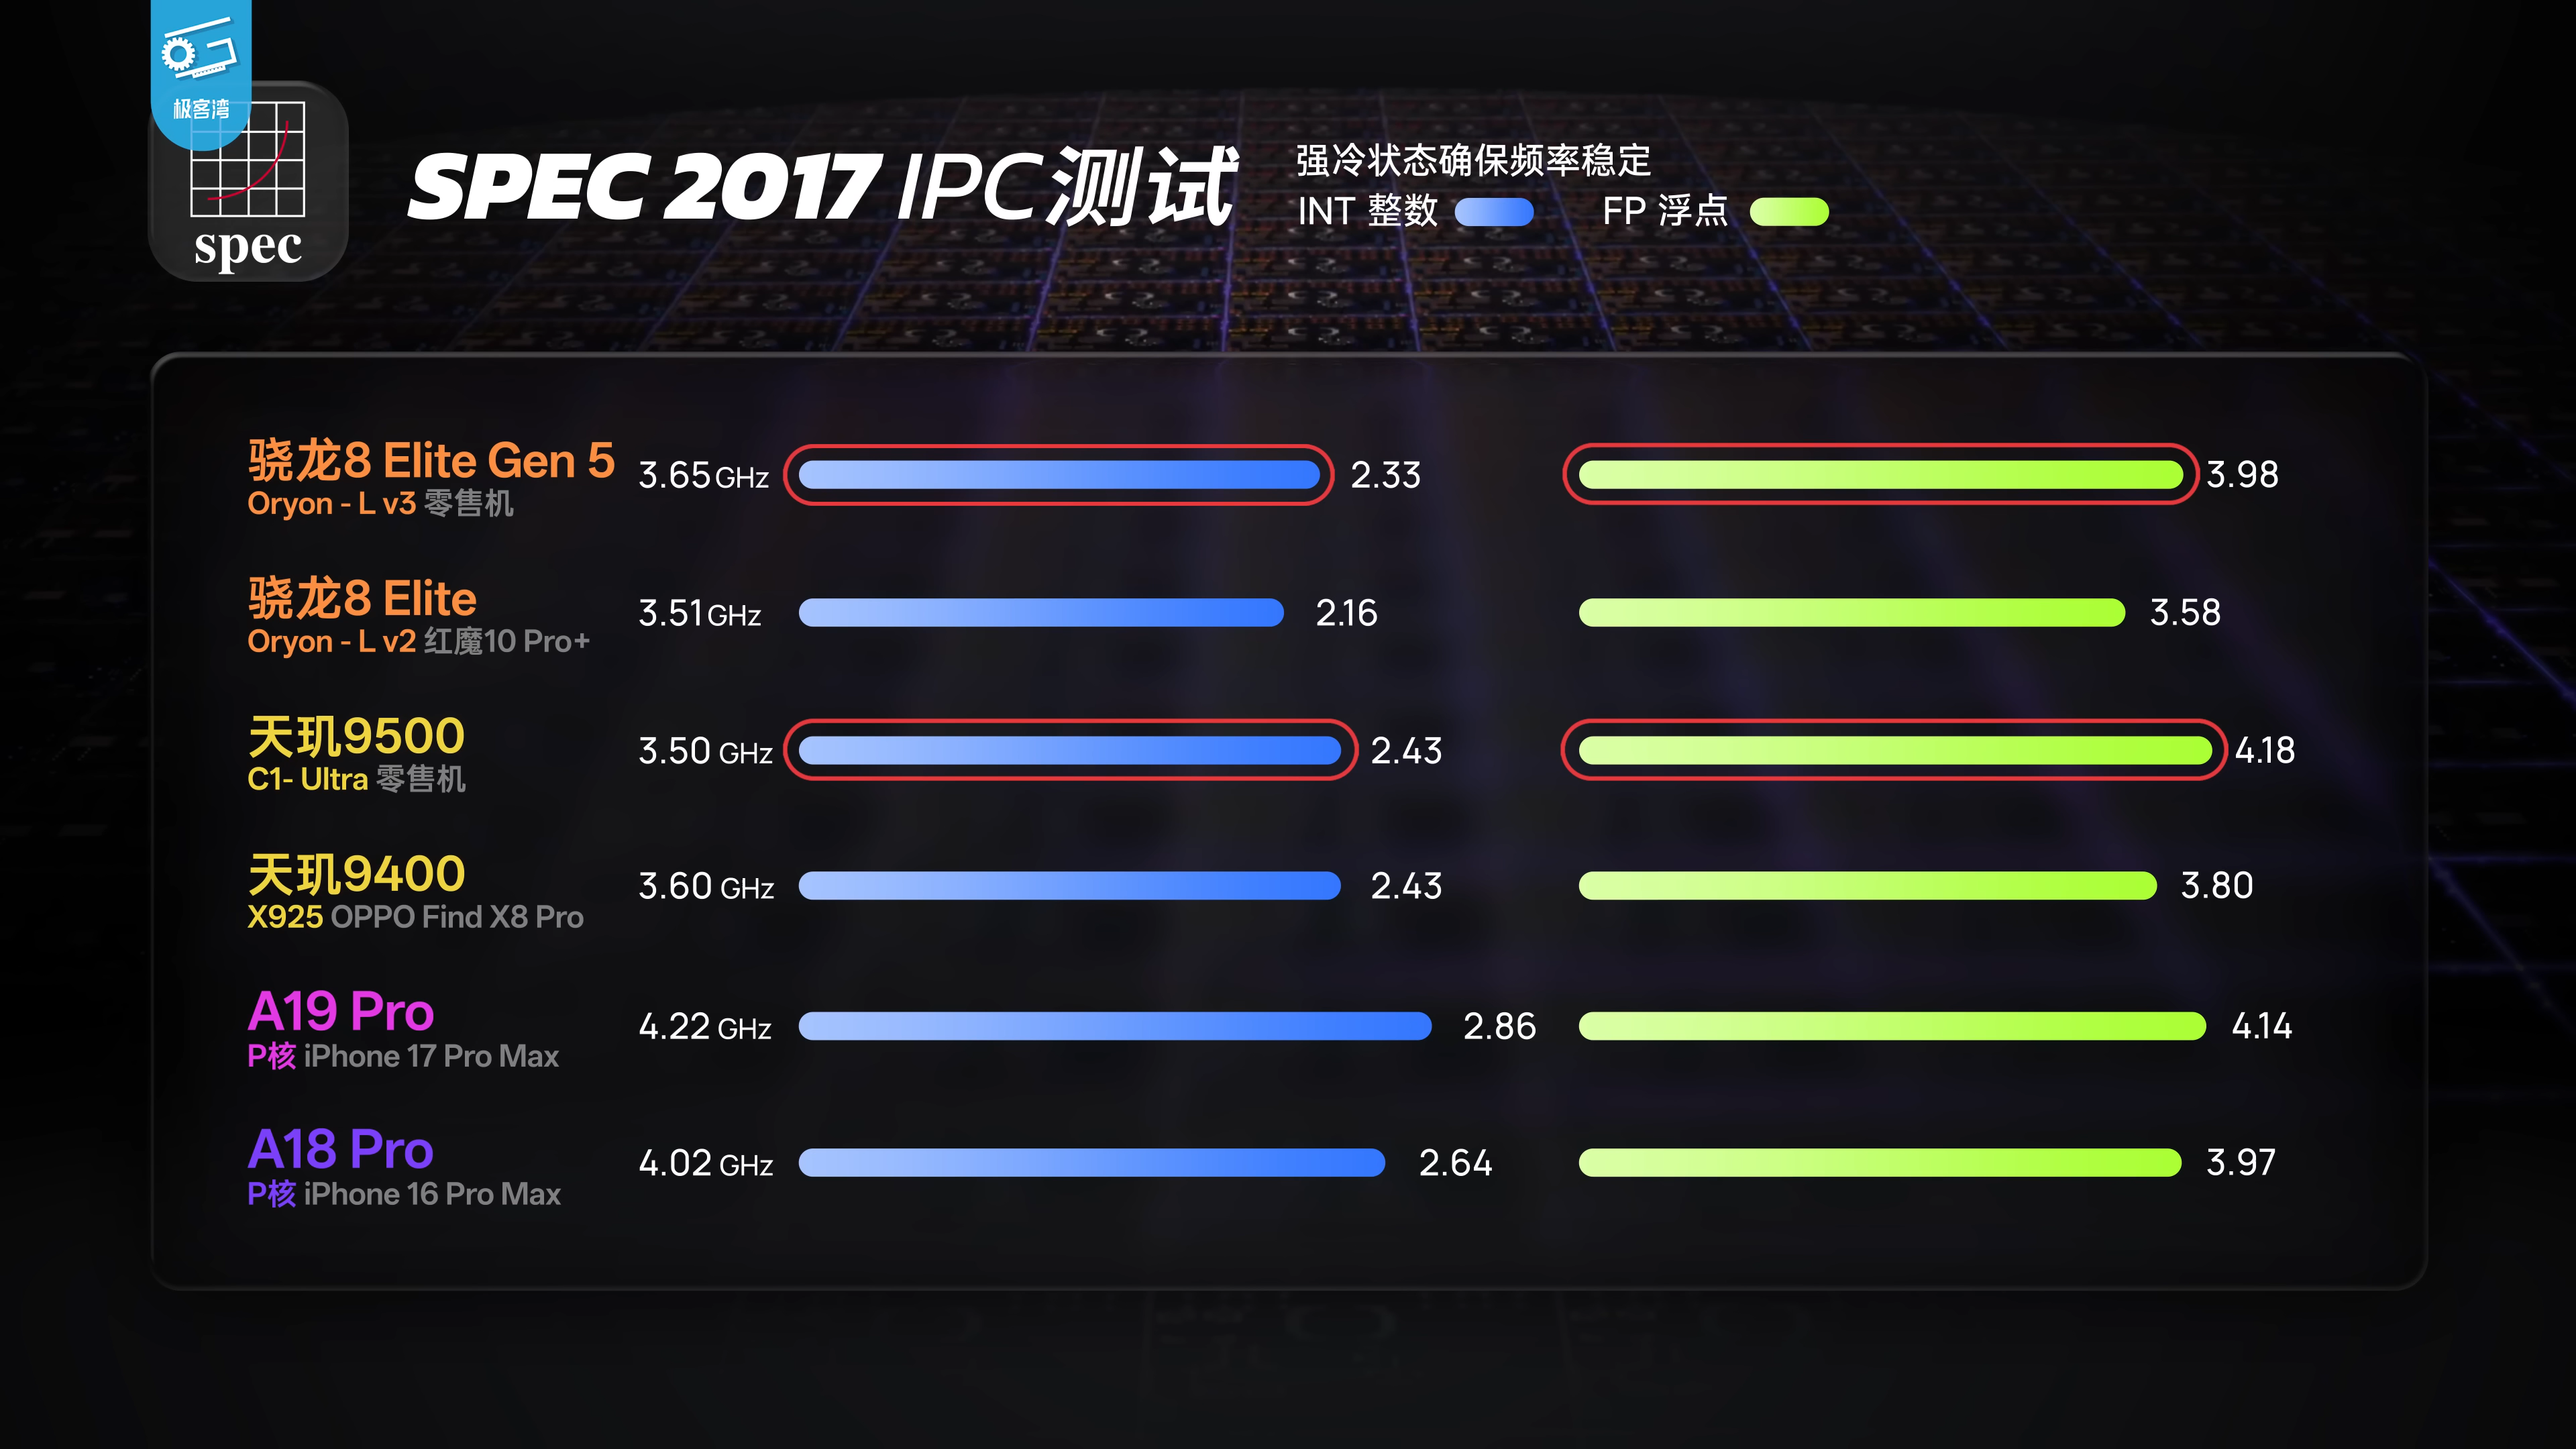 极客湾
spec
SPEC 2017 IPC测试
强冷状态确保频率稳定
INT 整数 FP 浮点
骁龙8 Elite Gen 5
Oryon - L v3 零售机
3.65GHz 2.33 3.98
骁龙8 Elite
Oryon - L v2 红魔10 Pro+
3.51GHz 2.16 3.58
天玑9500
C1- Ultra 零售机
3.50 GHz 2.43 4.18
天玑9400
X925 OPPO Find X8 Pro
3.60 GHz 2.43 3.80
A19 Pro
P核 iPhone 17 Pro Max
4.22 GHz 2.86 4.14
A18 Pro
P核 iPhone 16 Pro Max
4.02 GHz 2.64 3.97